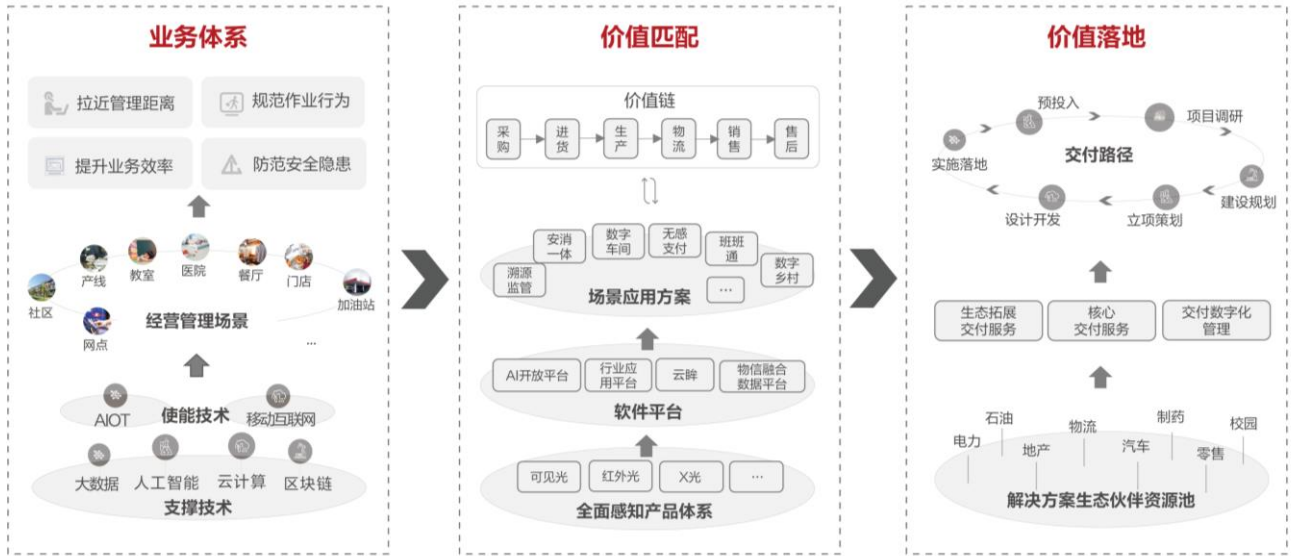 业务体系
拉近管理距离
规范作业行为
提升业务效率
防范安全隐患
社区
产线
教室
医院
餐厅
门店
加油站
网点
经营管理场景
...
AIOT
使能技术
移动互联网
大数据
人工智能
云计算
区块链
支撑技术
价值匹配
价值链
采购
进货
生产
物流
销售
售后
溯源
监管
安消
一体
数字
车间
无感
支付
班班
通
数字
乡村
...
场景应用方案
AI开放平台
行业应
用平台
云眸
物信融合
数据平台
软件平台
可见光
红外光
X光
...
全面感知产品体系
价值落地
预投入
项目调研
实施落地
交付路径
建设规划
设计开发
立项策划
生态拓展
交付服务
核心
交付服务
交付数字化
管理
电力
石油
地产
物流
汽车
制药
零售
校园
解决方案生态伙伴资源池